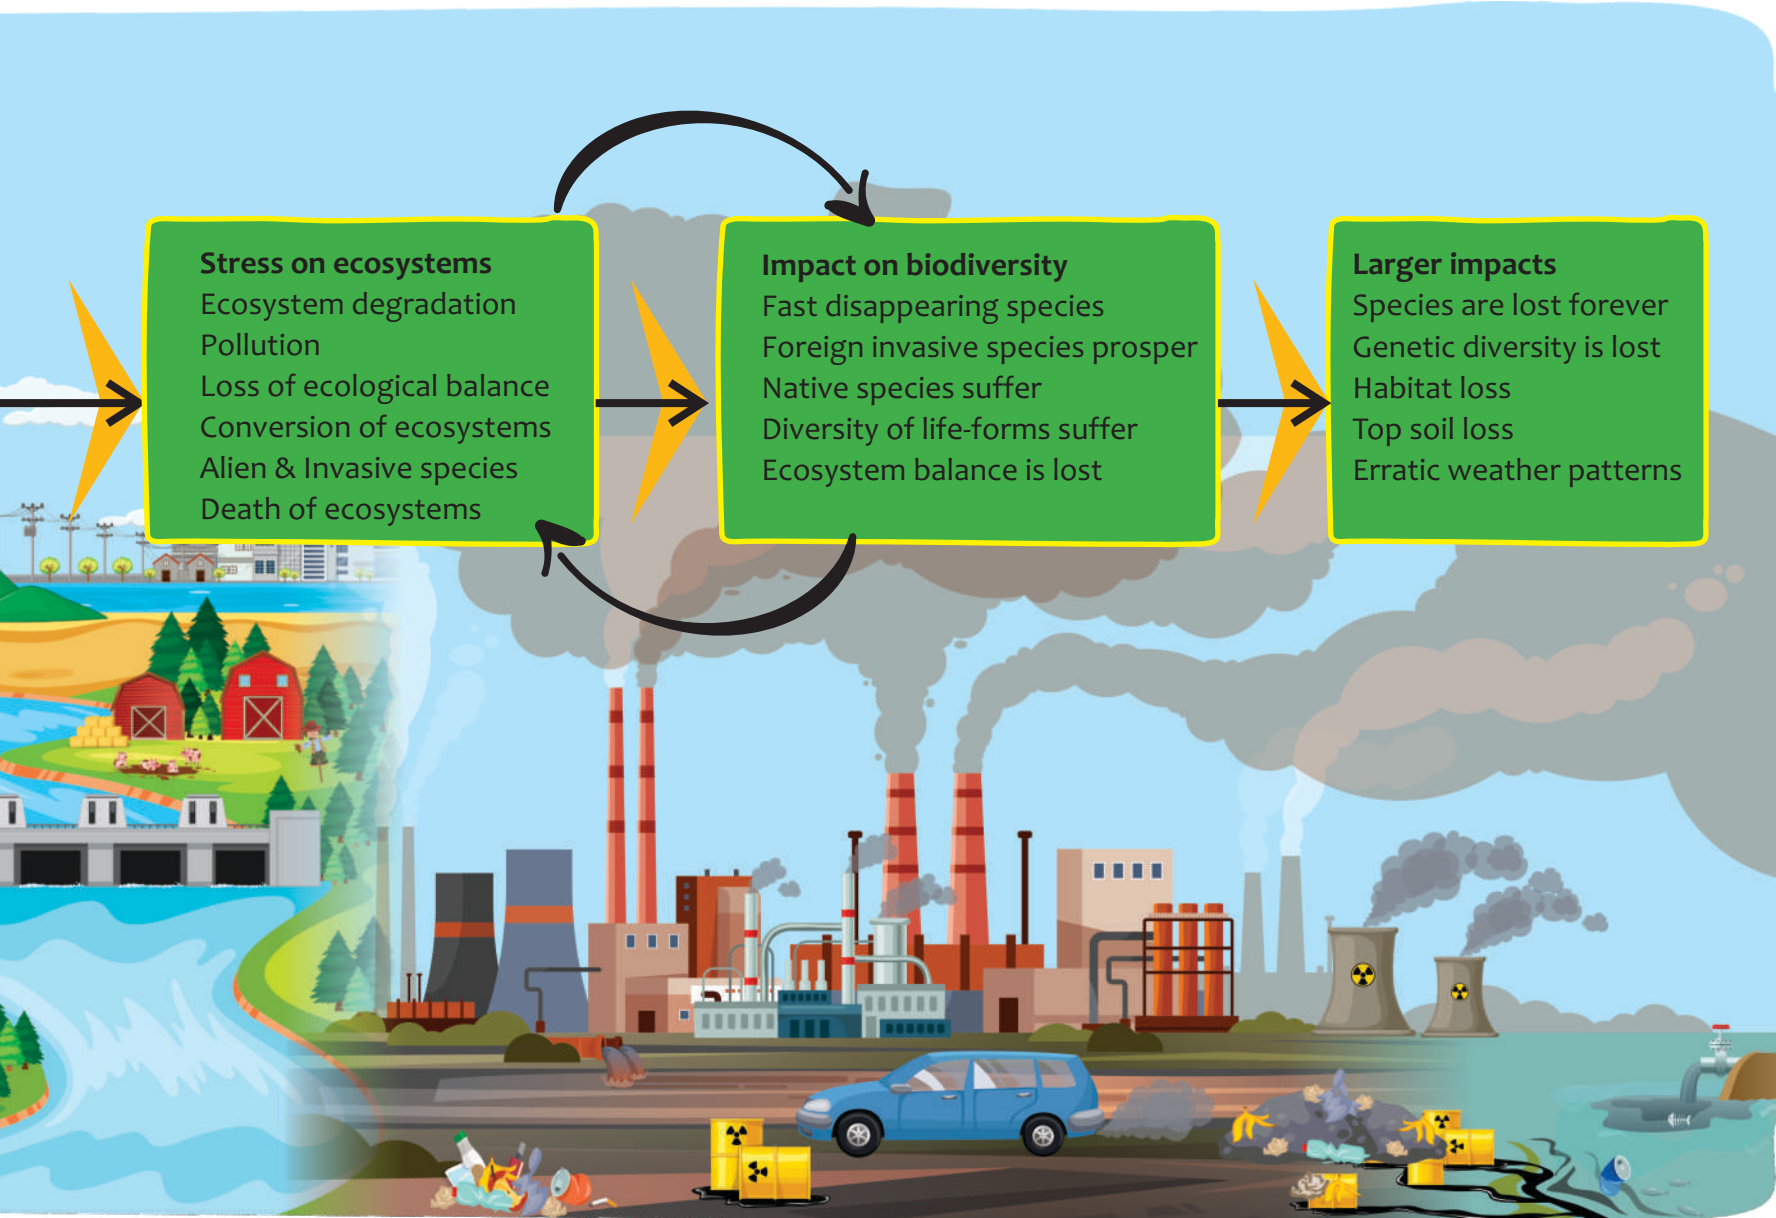 Stress on ecosystems
Ecosystem degradation
Pollution
Loss of ecological balance
Conversion of ecosystems
Alien & Invasive species
Death of ecosystems
Impact on biodiversity
Fast disappearing species
Foreign invasive species prosper
Native species suffer
Diversity of life-forms suffer
Ecosystem balance is lost
Larger impacts
Species are lost forever
Genetic diversity is lost
Habitat loss
Top soil loss
Erratic weather patterns